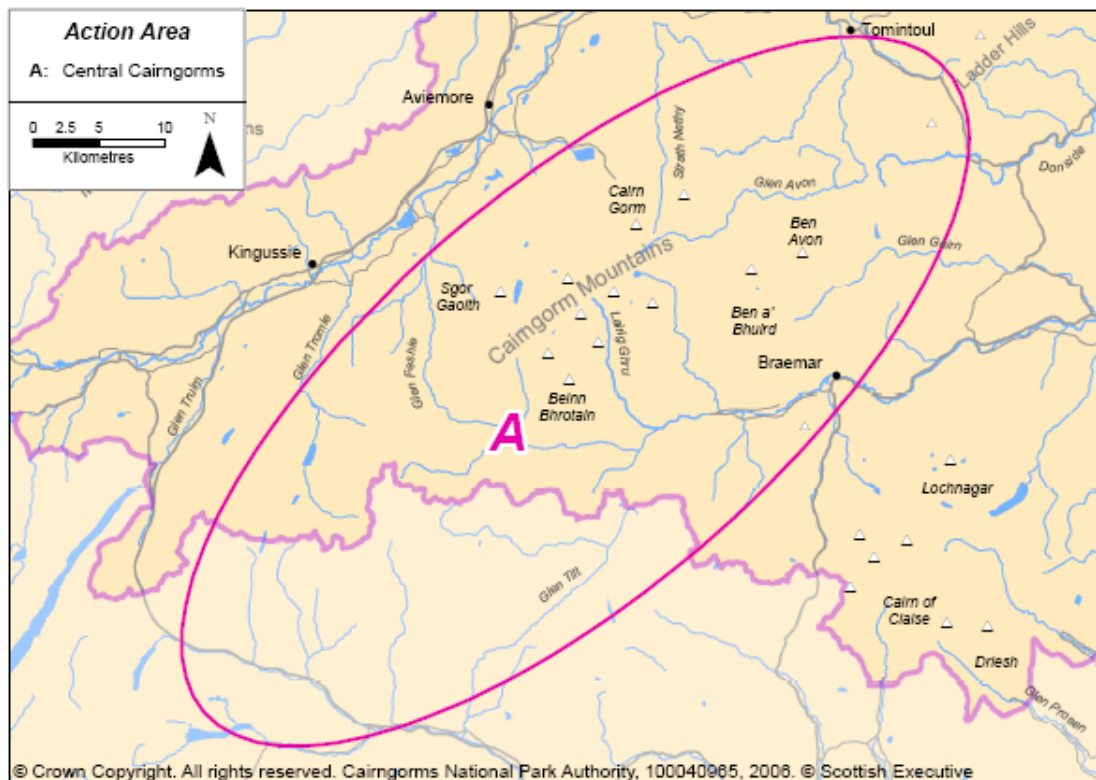 Action Area
A: Central Cairngorms
0 2.5 5 10
Kilometres
N
Tomintoul
Ladder Hills
Aviemore
Strath Nethy
Donside
Glen Avon
Cairn
Gorm
Ben
Avon
Glen Gairn
Kingussie
Cairngorm Mountains
Sgor
Gaoith
Ben a'
Bhuird
Lairig Ghru
Glen Tromie
Glen Feshie
Braemar
Glen Truim
Beinn
Bhrotain
A
Lochnagar
Glen Tilt
Cairn of
Claise
Driesh
Glen Prosen
© Crown Copyright. All rights reserved. Cairngorms National Park Authority, 100040965, 2006. © Scottish Executive